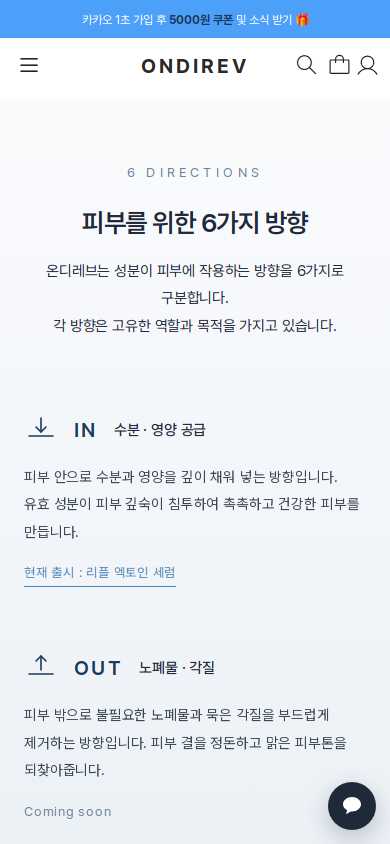 카카오 1초 가입 후 5000원 쿠폰 및 소식 받기 🎁
ONDIREV
6 DIRECTIONS
피부를 위한 6가지 방향
온디레브는 성분이 피부에 작용하는 방향을 6가지로
구분합니다.
각 방향은 고유한 역할과 목적을 가지고 있습니다.
IN 수분 · 영양 공급
피부 안으로 수분과 영양을 깊이 채워 넣는 방향입니다.
유효 성분이 피부 깊숙이 침투하여 촉촉하고 건강한 피부를
만듭니다.
현재 출시 : 리플 엑토인 세럼
OUT 노폐물 · 각질
피부 밖으로 불필요한 노폐물과 묵은 각질을 부드럽게
제거하는 방향입니다. 피부 결을 정돈하고 맑은 피부톤을
되찾아줍니다.
Coming soon